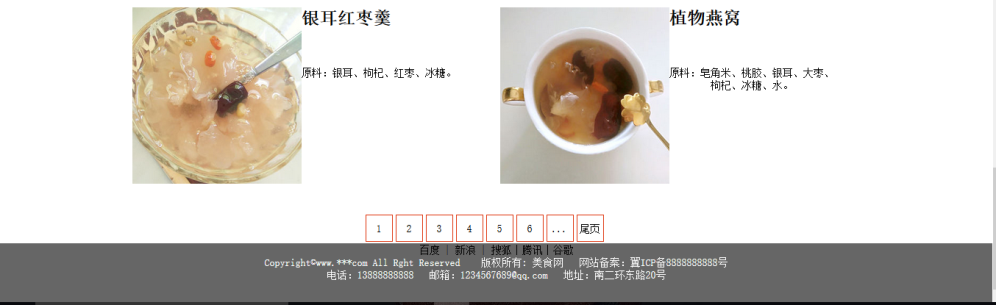 银耳红枣羹
原料：银耳、枸杞、红枣、冰糖。
植物燕窝
原料：皂角米、桃胶、银耳、大枣、
枸杞、冰糖、水。
1 2 3 4 5 6 ... 尾页
百度 | 新浪 | 搜狐 | 腾讯 | 谷歌
Copyright©www.***com All Rght Reserved 版权所有：美食网 网站备案：冀ICP备8888888888号
电话：13888888888 邮箱：1234567689@qq.com 地址：南二环东路20号